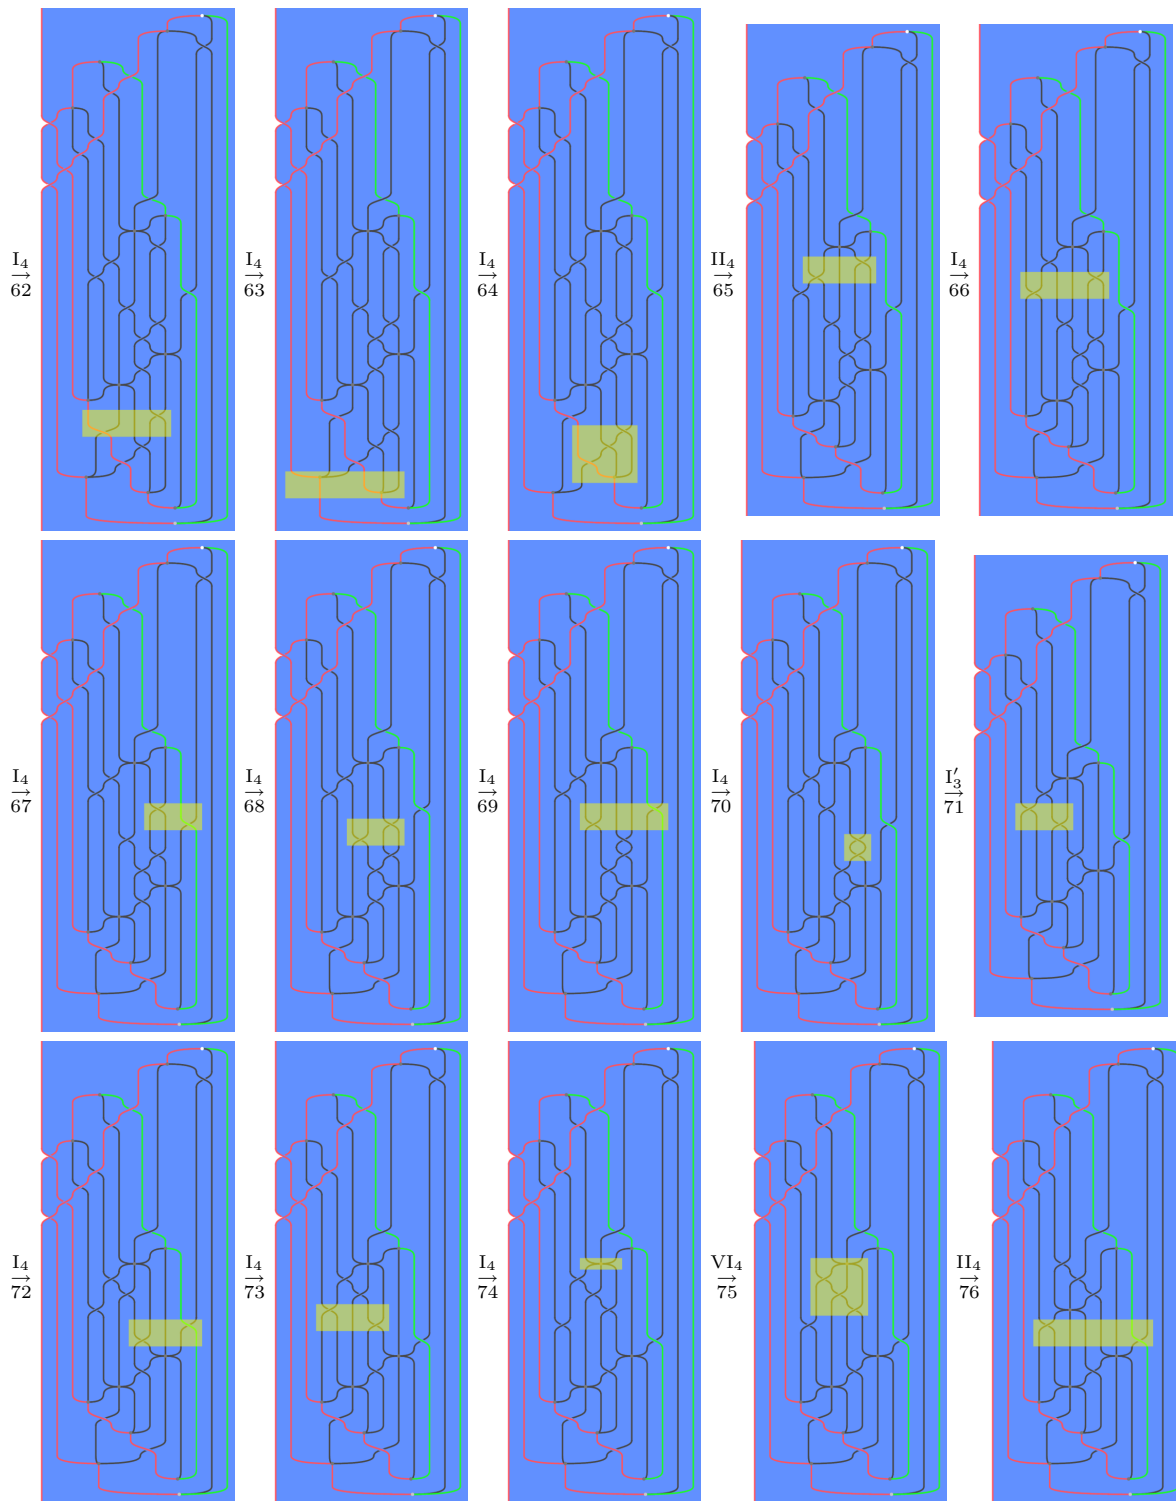 I₄ → 62
I₄ → 63
I₄ → 64
II₄ → 65
I₄ → 66
I₄ → 67
I₄ → 68
I₄ → 69
I₄ → 70
I₃′ → 71
I₄ → 72
I₄ → 73
I₄ → 74
VI₄ → 75
II₄ → 76